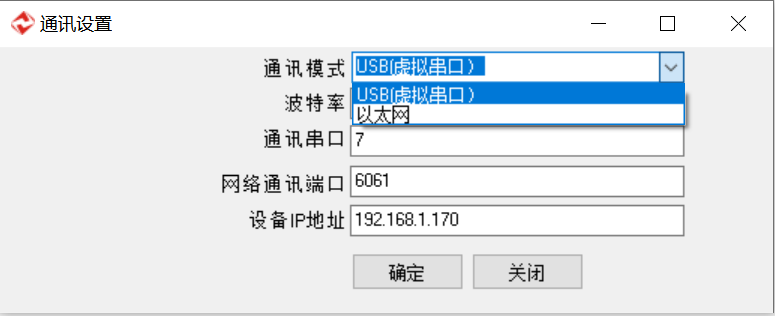 通讯设置
通讯模式 USB(虚拟串口)
USB(虚拟串口)
波特率
以太网
通讯串口 7
网络通讯端口 6061
设备IP地址 192.168.1.170
确定 关闭